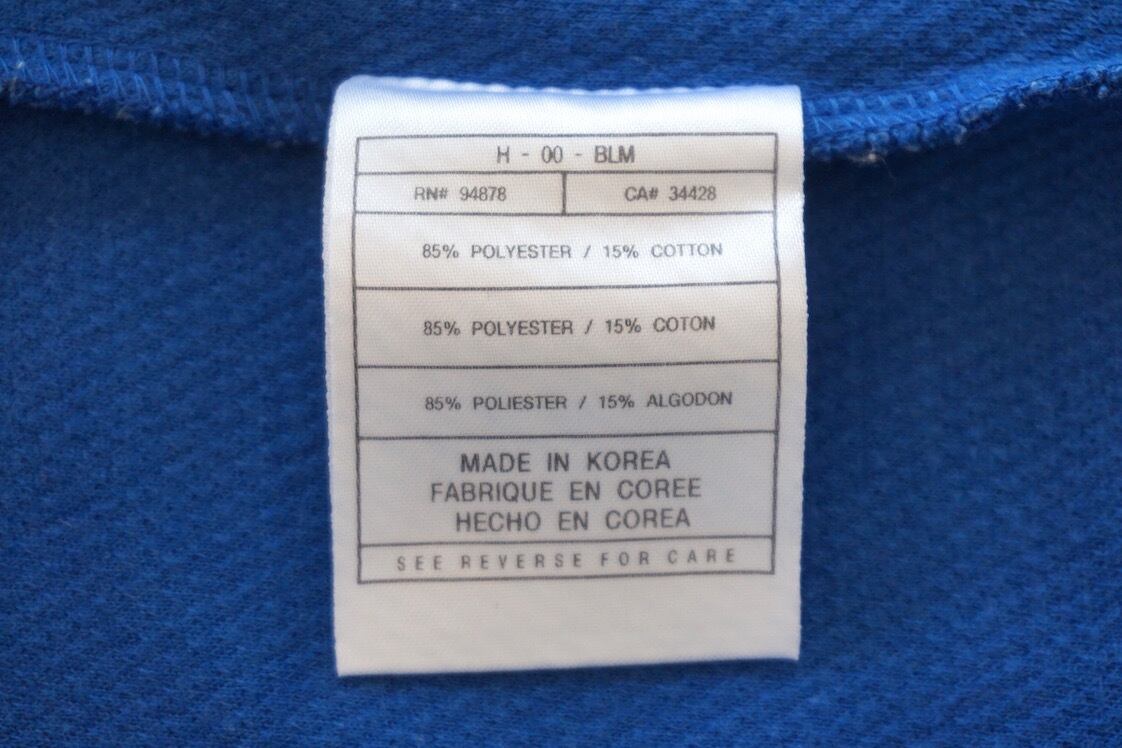 H - 00 - BLM
RN# 94878 CA# 34428
85% POLYESTER / 15% COTTON
85% POLYESTER / 15% COTON
85% POLIESTER / 15% ALGODON
MADE IN KOREA
FABRIQUE EN COREE
HECHO EN COREA
SEE REVERSE FOR CARE